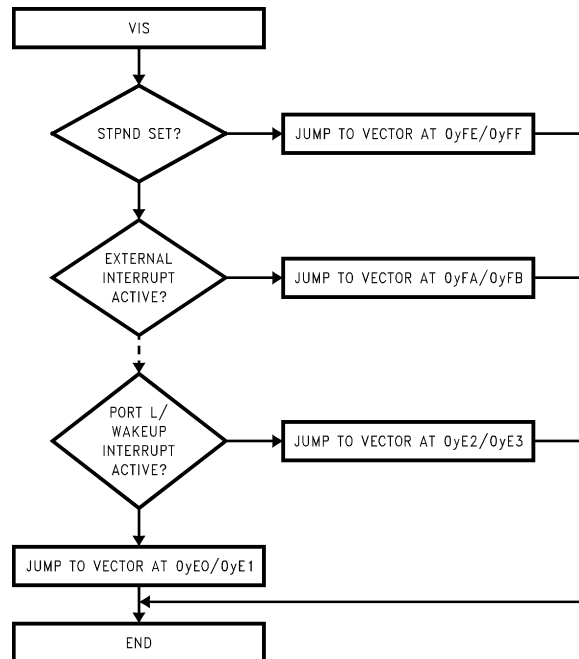 VIS
STPND SET?
JUMP TO VECTOR AT 0yFE/0yFF
EXTERNAL
INTERRUPT
ACTIVE?
JUMP TO VECTOR AT 0yFA/0yFB
PORT L/
WAKEUP
INTERRUPT
ACTIVE?
JUMP TO VECTOR AT 0yE2/0yE3
JUMP TO VECTOR AT 0yE0/0yE1
END